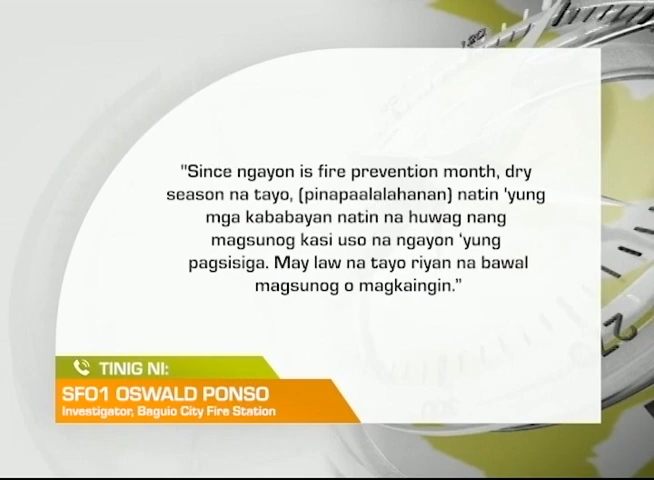 "Since ngayon is fire prevention month, dry
season na tayo, (pinapaalalahanan) natin 'yung
mga kababayan natin na huwag nang
magsunog kasi uso na ngayon 'yung
pagsisiga. May law na tayo riyan na bawal
magsunog o magkaingin."
TINIG NI:
SFO1 OSWALD PONSO
Investigator, Baguio City Fire Station